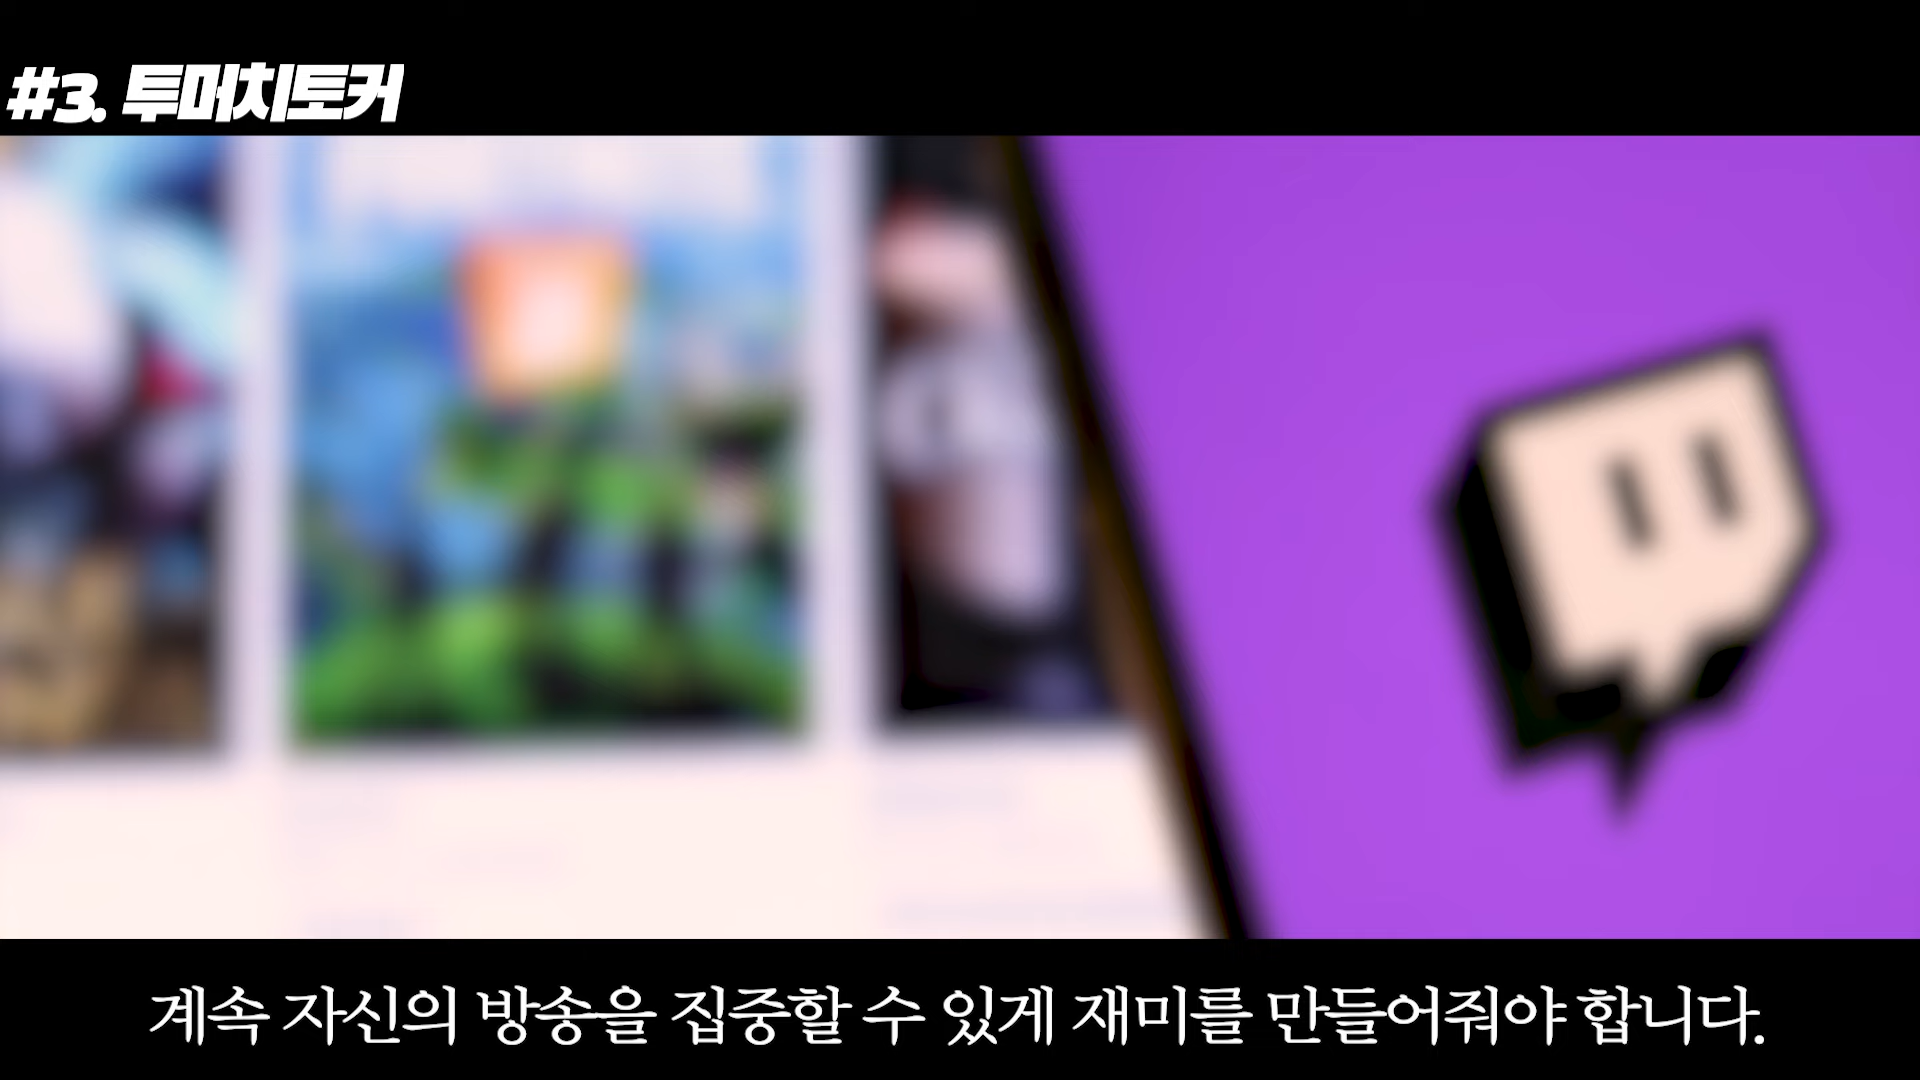 #3. 투머치토커
계속 자신의 방송을 집중할 수 있게 재미를 만들어줘야 합니다.